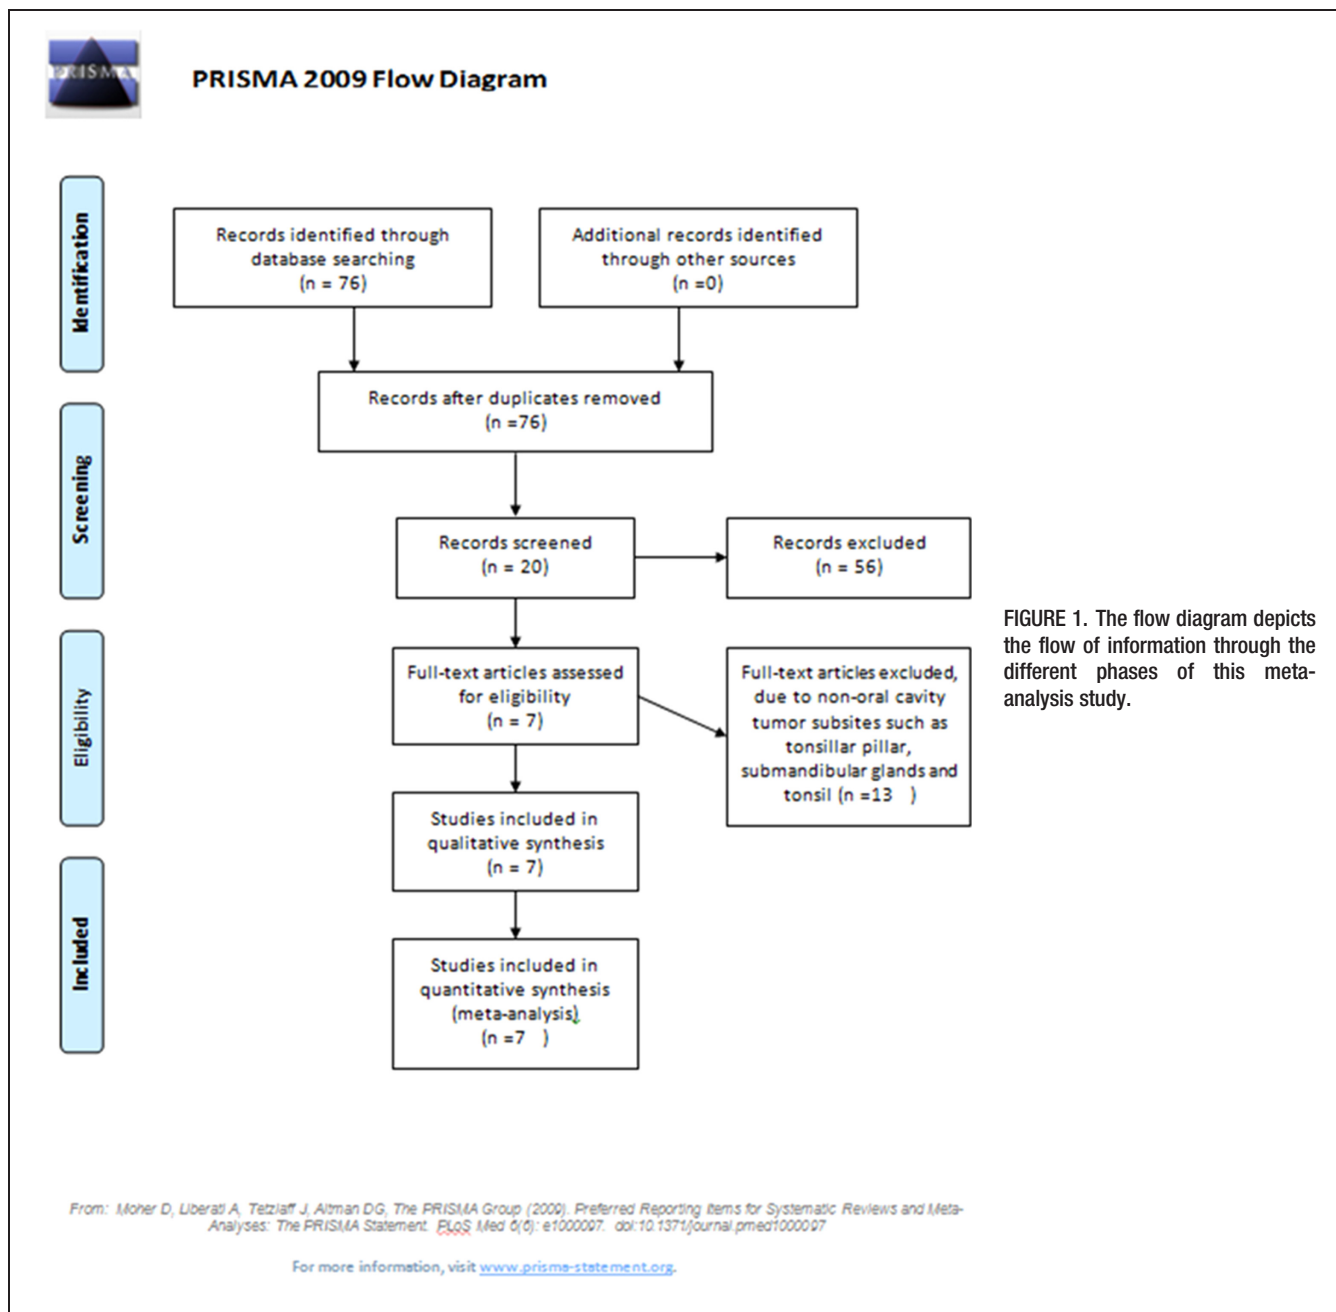 PRISMA
PRISMA 2009 Flow Diagram
Identification
Records identified through
database searching
(n = 76)
Additional records identified
through other sources
(n =0)
Records after duplicates removed
(n =76)
Screening
Records screened
(n = 20)
Records excluded
(n = 56)
Eligibility
Full-text articles assessed
for eligibility
(n = 7)
Full-text articles excluded,
due to non-oral cavity
tumor subsites such as
tonsillar pillar,
submandibular glands and
tonsil (n =13   )
Studies included in
qualitative synthesis
(n = 7)
Included
Studies included in
quantitative synthesis
(meta-analysis)
(n =7   )
FIGURE 1. The flow diagram depicts
the flow of information through the
different phases of this meta-
analysis study.
From: Moher D, Liberati A, Tetzlaff J, Altman DG, The PRISMA Group (2009). Preferred Reporting Items for Systematic Reviews and Meta-
Analyses: The PRISMA Statement. PLoS Med 6(6): e1000097. doi:10.1371/journal.pmed1000097
For more information, visit www.prisma-statement.org.